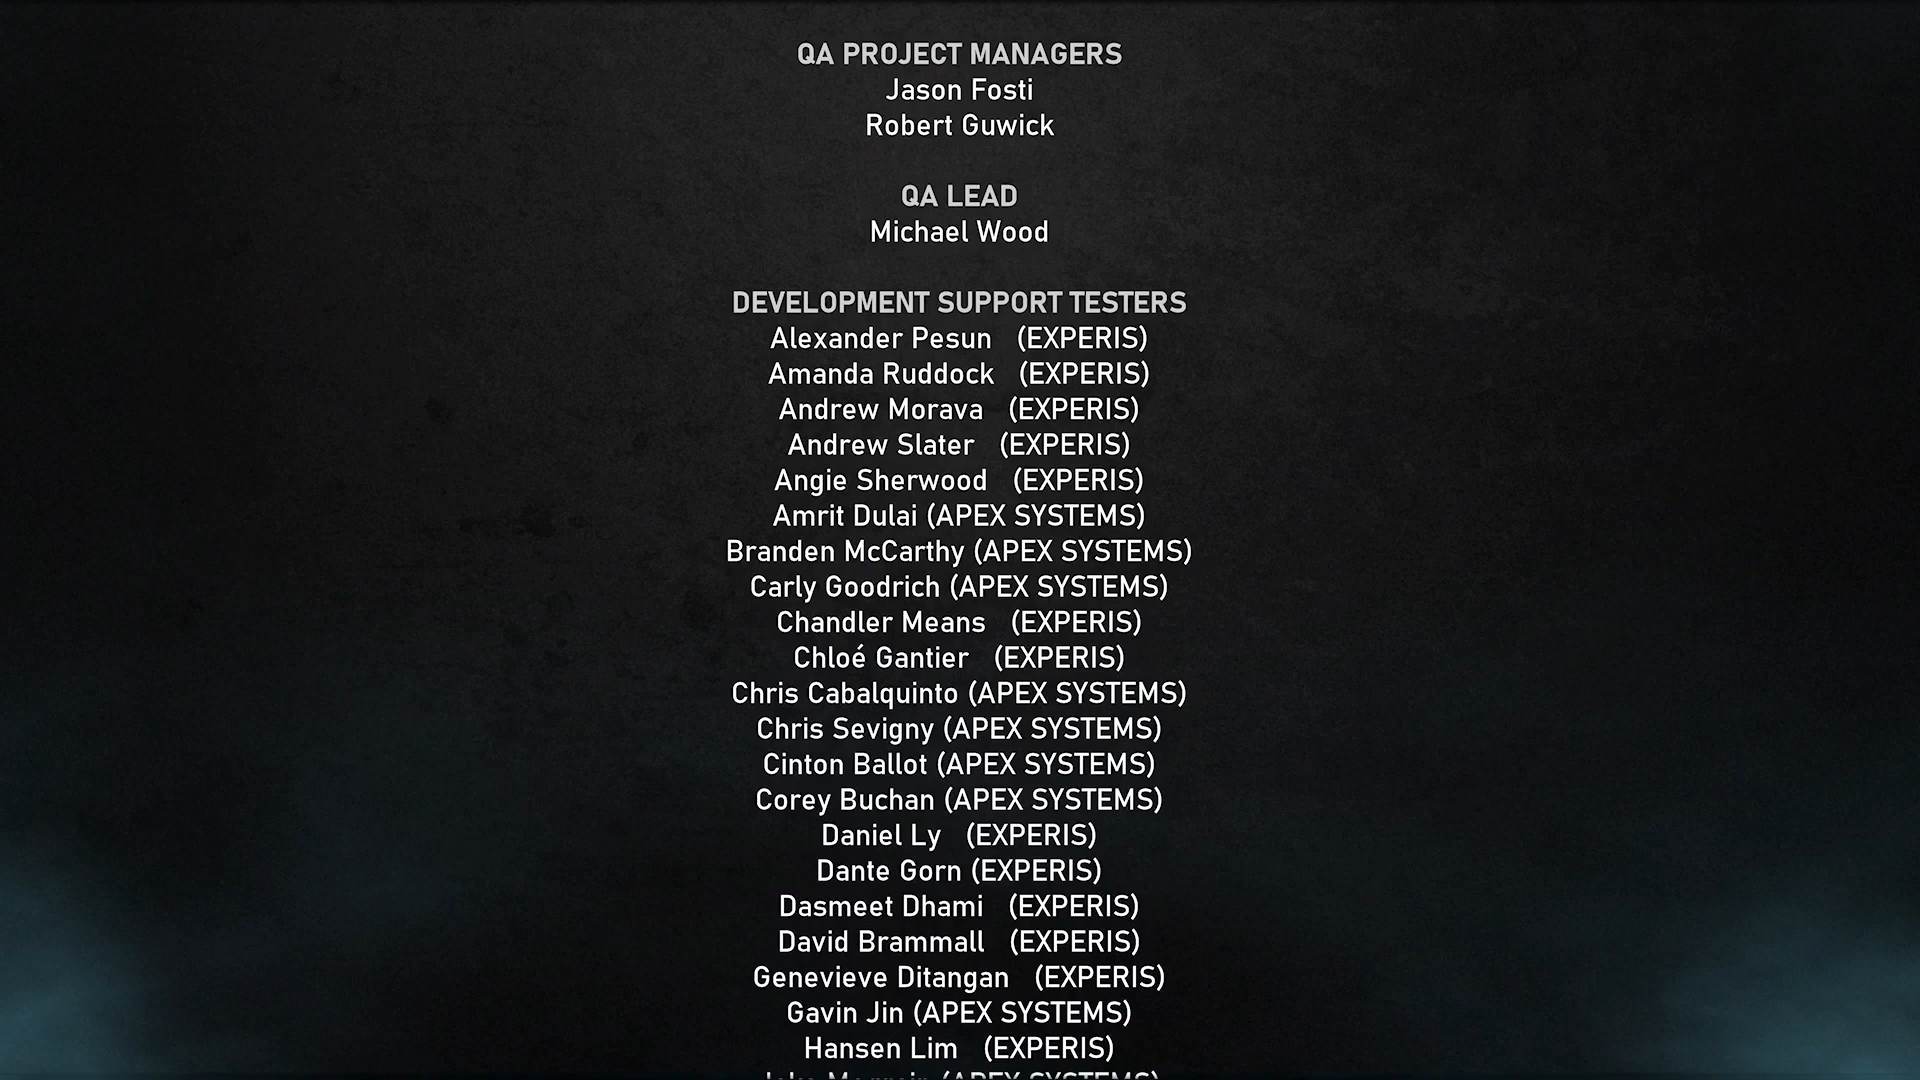 QA PROJECT MANAGERS
Jason Fosti
Robert Guwick
QA LEAD
Michael Wood
DEVELOPMENT SUPPORT TESTERS
Alexander Pesun (EXPERIS)
Amanda Ruddock (EXPERIS)
Andrew Morava (EXPERIS)
Andrew Slater (EXPERIS)
Angie Sherwood (EXPERIS)
Amrit Dulai (APEX SYSTEMS)
Branden McCarthy (APEX SYSTEMS)
Carly Goodrich (APEX SYSTEMS)
Chandler Means (EXPERIS)
Chloé Gantier (EXPERIS)
Chris Cabalquinto (APEX SYSTEMS)
Chris Sevigny (APEX SYSTEMS)
Cinton Ballot (APEX SYSTEMS)
Corey Buchan (APEX SYSTEMS)
Daniel Ly (EXPERIS)
Dante Gorn (EXPERIS)
Dasmeet Dhami (EXPERIS)
David Brammall (EXPERIS)
Genevieve Ditangan (EXPERIS)
Gavin Jin (APEX SYSTEMS)
Hansen Lim (EXPERIS)
(APEX SYSTEMS)